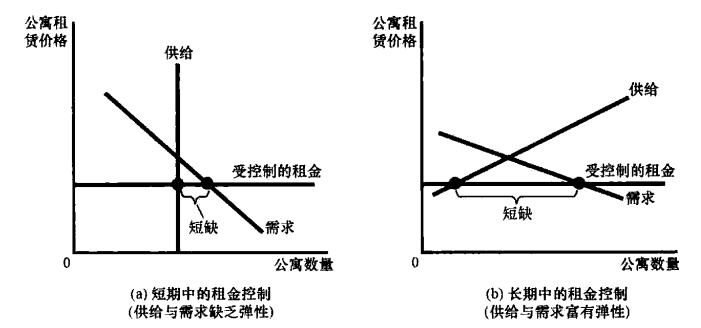 公寓租
赁价格
供给
受控制的租金
短缺
需求
0
公寓数量
(a) 短期中的租金控制
(供给与需求缺乏弹性)
公寓租
赁价格
供给
受控制的租金
短缺
需求
0
公寓数量
(b) 长期中的租金控制
(供给与需求富有弹性)